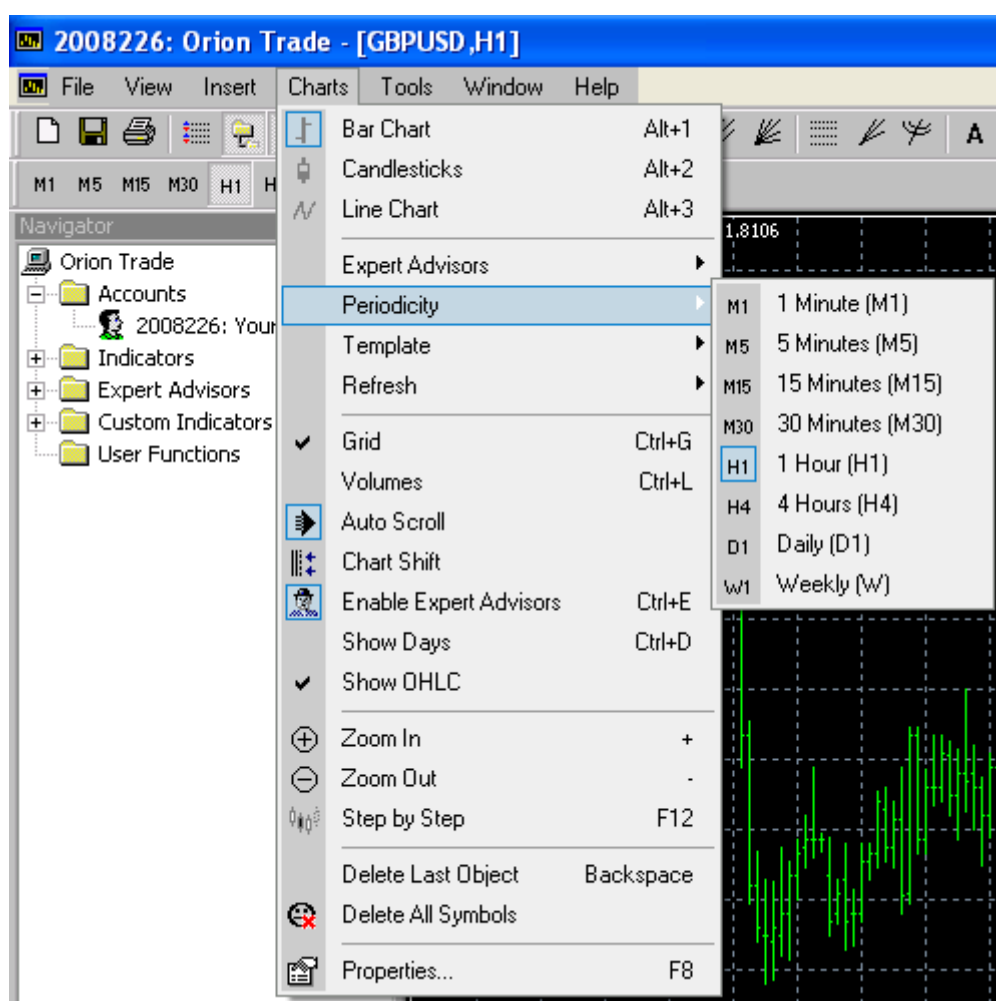 2008226: Orion Trade - [GBPUSD,H1]
File View Insert Charts Tools Window Help
A
M1 M5 M15 M30 H1 H
Navigator
Orion Trade
Accounts
2008226: Your
Indicators
Expert Advisors
Custom Indicators
User Functions
Bar Chart Alt+1
Candlesticks Alt+2
Line Chart Alt+3
Expert Advisors
Periodicity
Template
Refresh
Grid Ctrl+G
Volumes Ctrl+L
Auto Scroll
Chart Shift
Enable Expert Advisors Ctrl+E
Show Days Ctrl+D
Show OHLC
Zoom In +
Zoom Out -
Step by Step F12
Delete Last Object Backspace
Delete All Symbols
Properties... F8
1.8106
M1 1 Minute (M1)
M5 5 Minutes (M5)
M15 15 Minutes (M15)
M30 30 Minutes (M30)
H1 1 Hour (H1)
H4 4 Hours (H4)
D1 Daily (D1)
W1 Weekly (W)